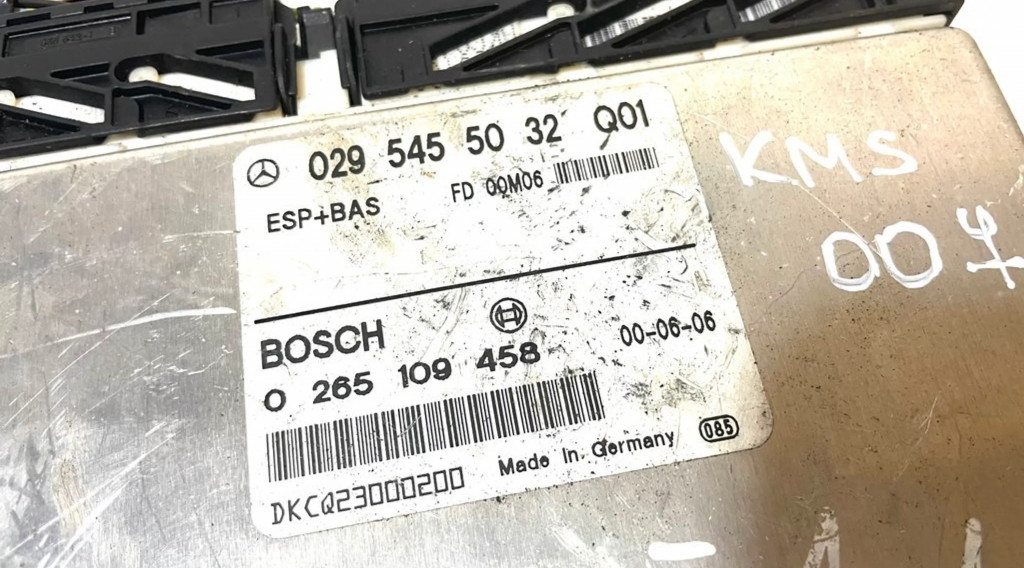 029 545 50 32 Q01
ESP+BAS
FD 00M06
BOSCH
00-06-06
0 265 109 458
DKCQ23000200
Made in Germany
085
KMS
00